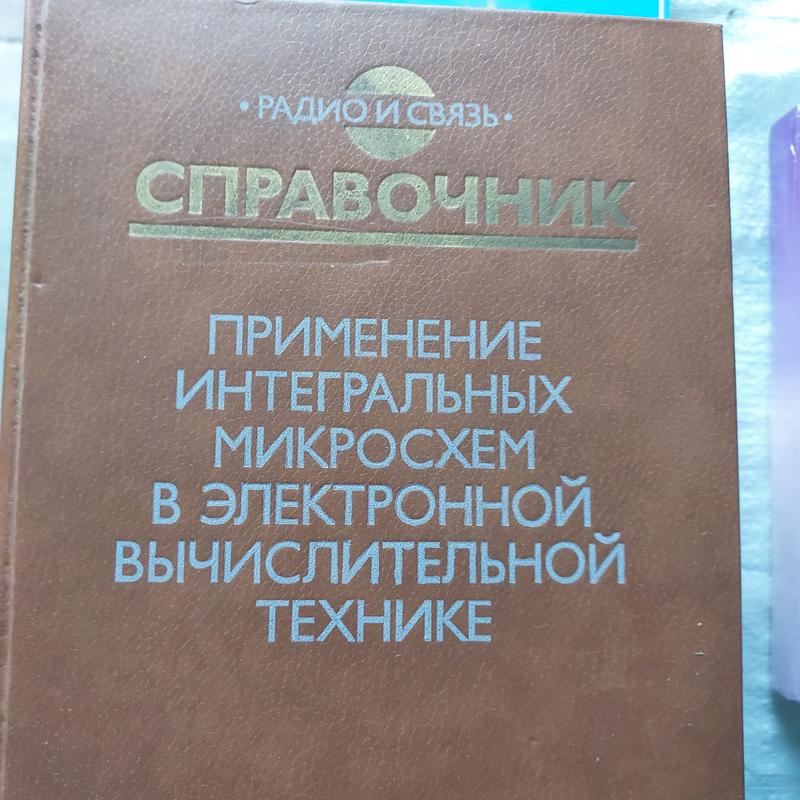 • РАДИО И СВЯЗЬ •
СПРАВОЧНИК
ПРИМЕНЕНИЕ
ИНТЕГРАЛЬНЫХ
МИКРОСХЕМ
В ЭЛЕКТРОННОЙ
ВЫЧИСЛИТЕЛЬНОЙ
ТЕХНИКЕ